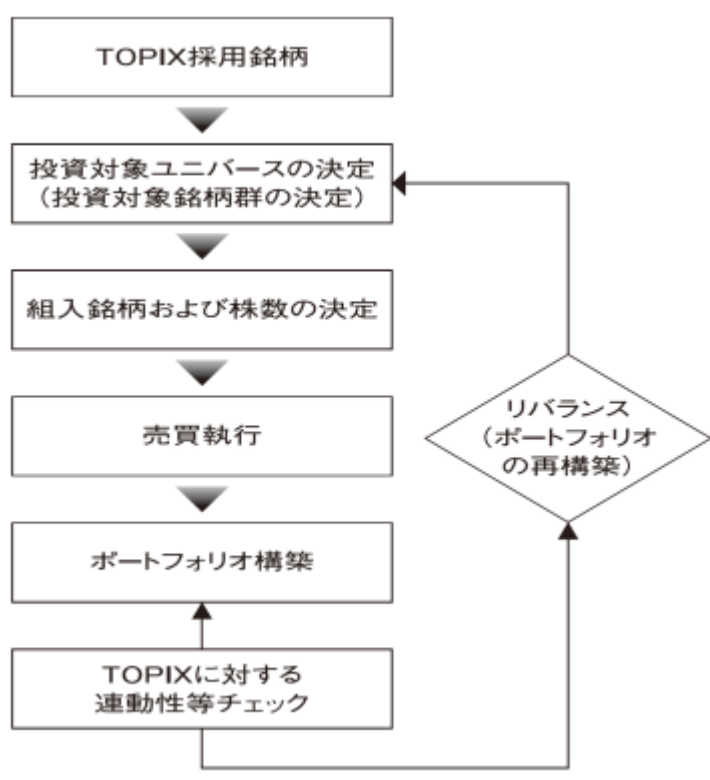 TOPIX採用銘柄
投資対象ユニバースの決定
（投資対象銘柄群の決定）
組入銘柄および株数の決定
売買執行
リバランス
（ポートフォリオ
の再構築）
ポートフォリオ構築
TOPIXに対する
連動性等チェック